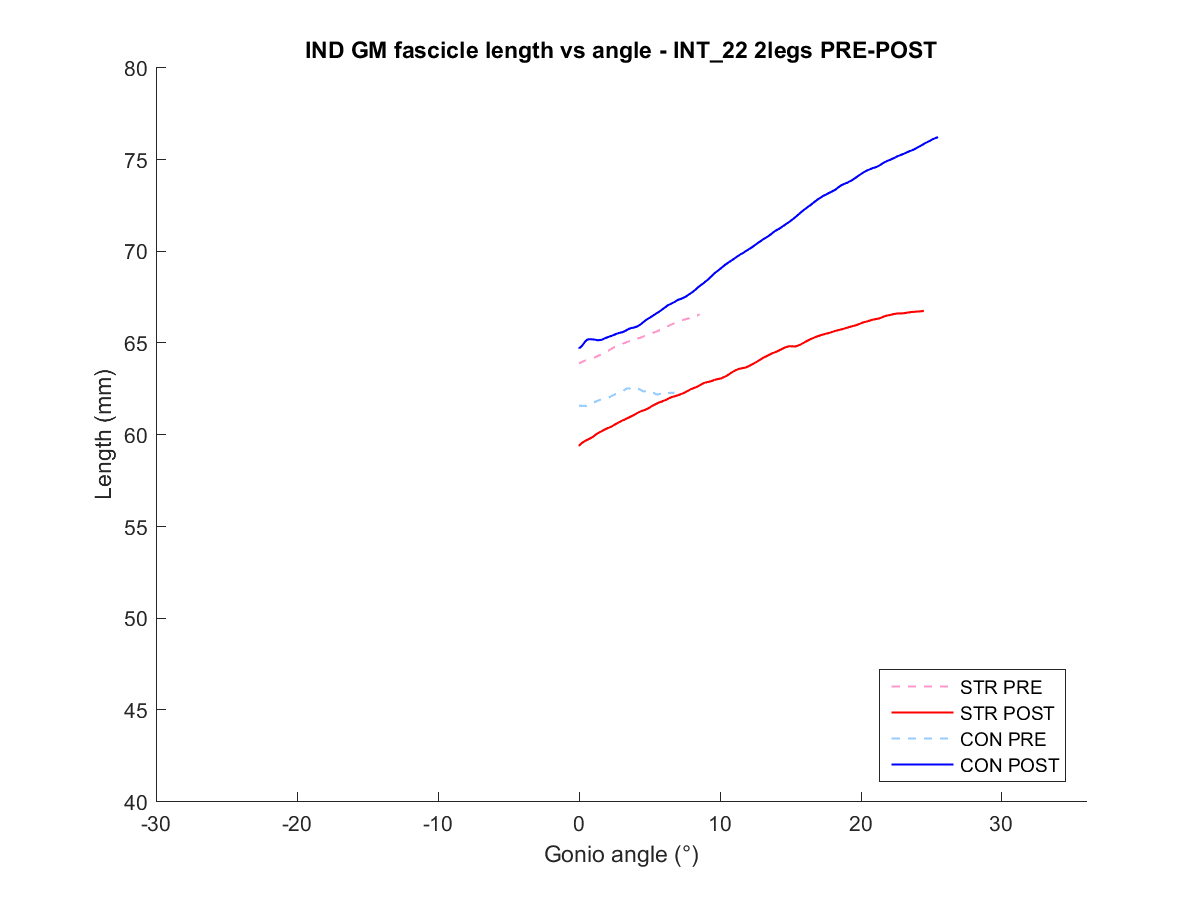 IND GM fascicle length vs angle - INT_22 2legs PRE-POST
80
75
70
65
60
55
50
45
40
Length (mm)
-30
-20
-10
0
10
20
30
Gonio angle (°)
STR PRE
STR POST
CON PRE
CON POST